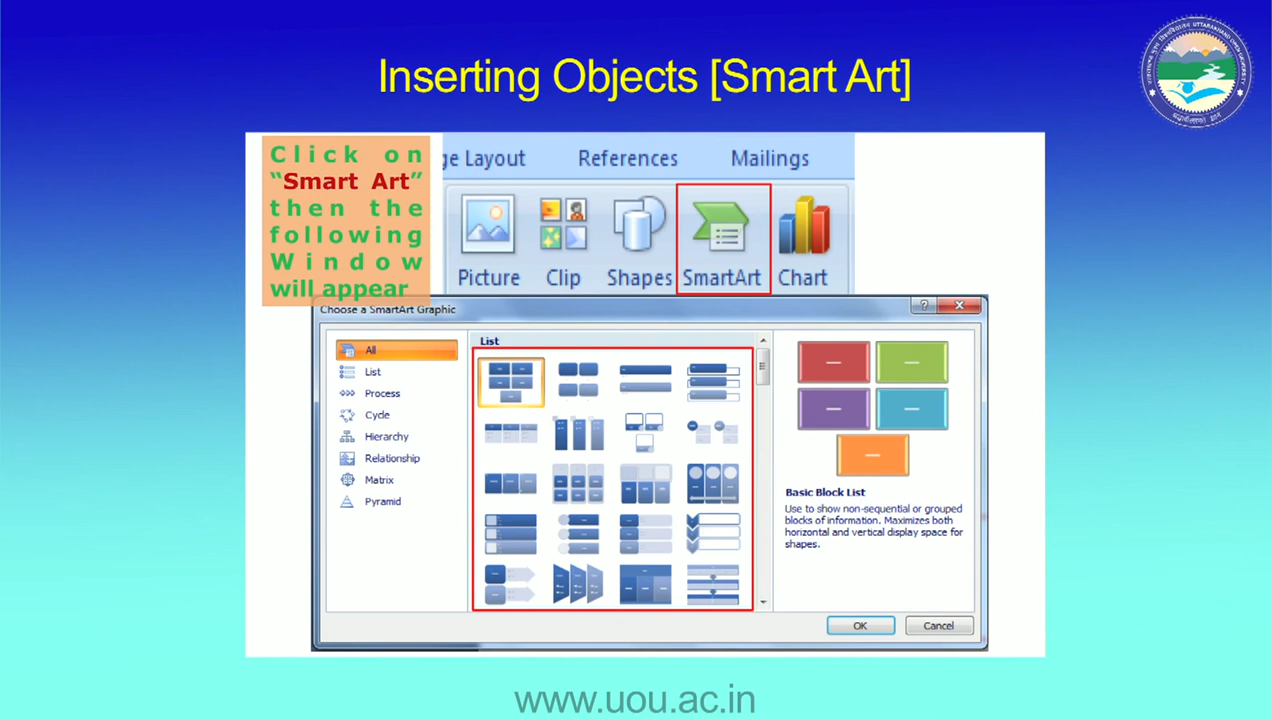 Inserting Objects [Smart Art]
UTTARAKHAND OPEN UNIVERSITY
Click on
“Smart Art”
then the
following
Window
will appear
ge Layout References Mailings
Picture Clip Shapes SmartArt Chart
Choose a SmartArt Graphic
All
List
Process
Cycle
Hierarchy
Relationship
Matrix
Pyramid
List
Basic Block List
Use to show non-sequential or grouped
blocks of information. Maximizes both
horizontal and vertical display space for
shapes.
OK Cancel
www.uou.ac.in